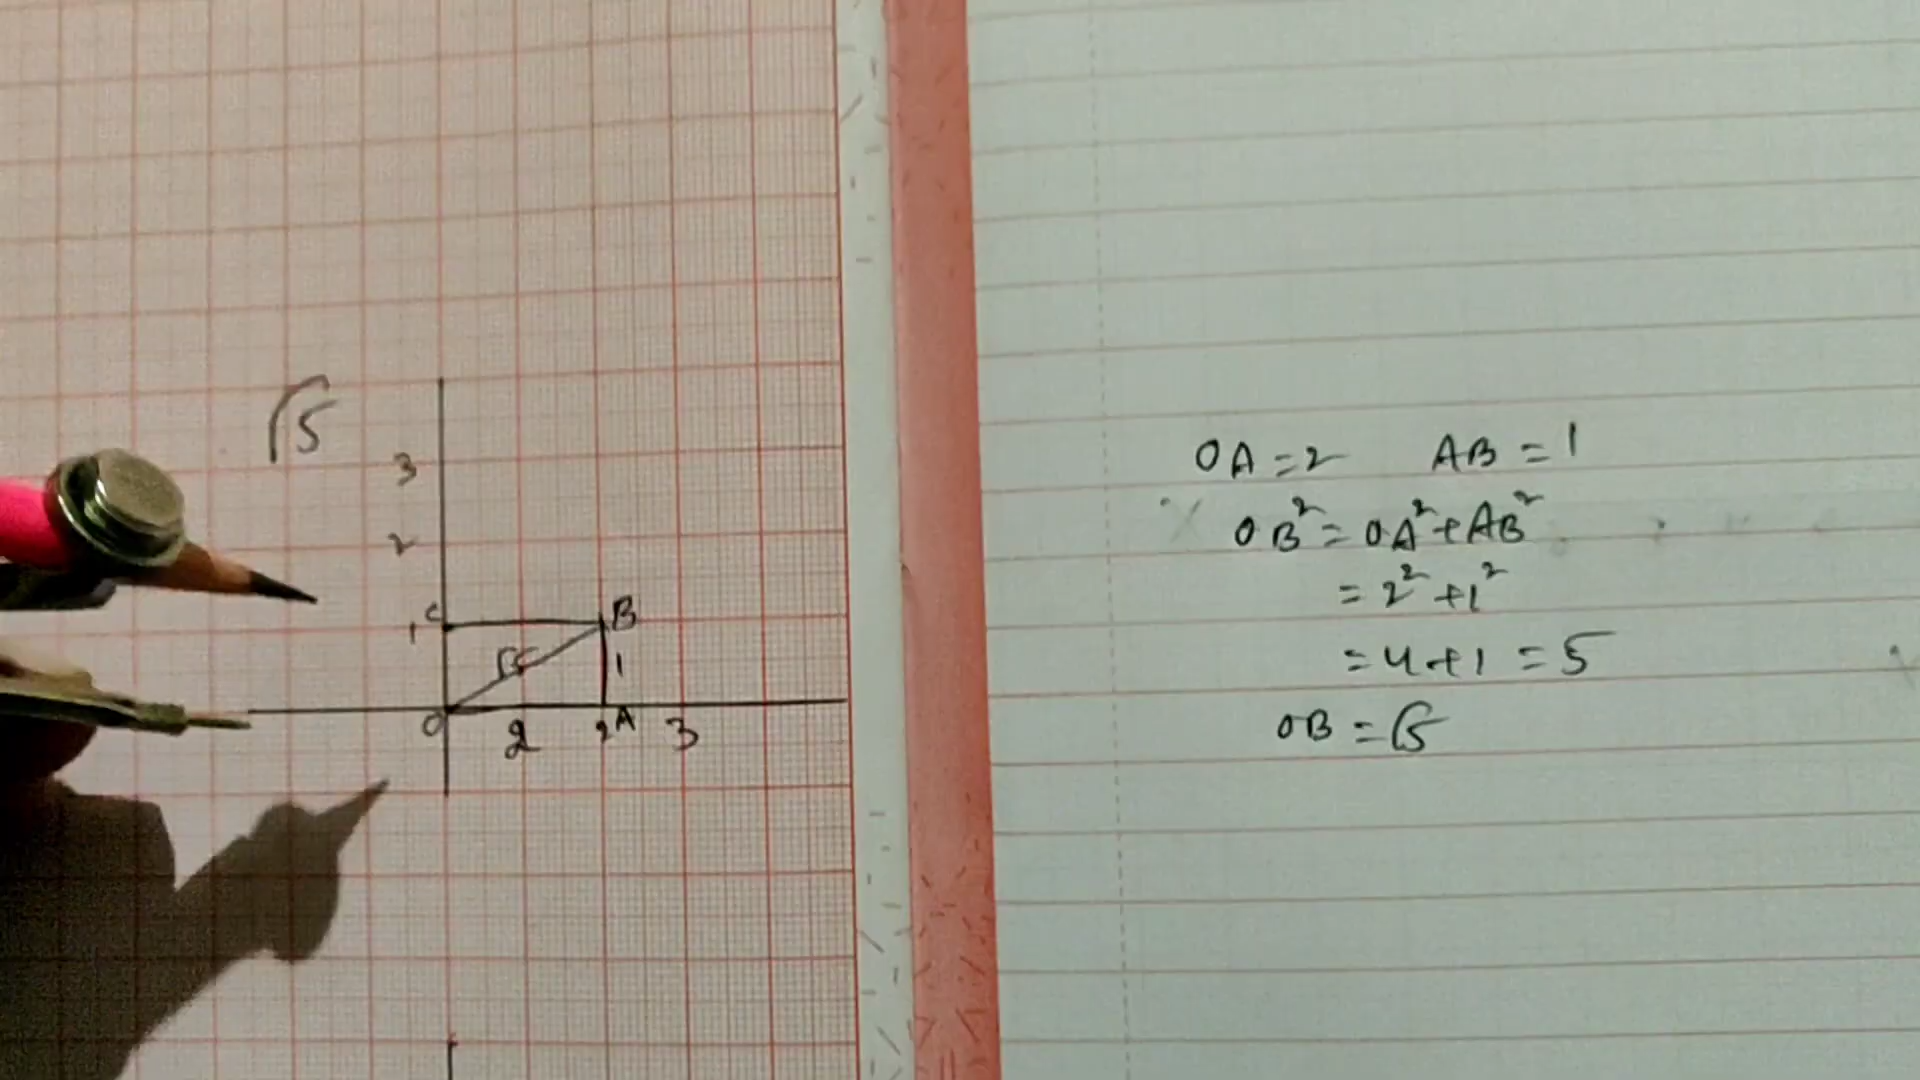 √5
3
2
C
1
B
√5
1
O
2
2
A
3
OA = 2 AB = 1
OB² = OA² + AB²
= 2² + 1²
= 4 + 1 = 5
OB = √5